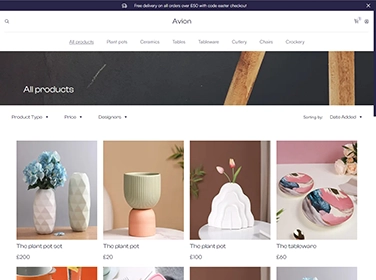 Free delivery on all orders over £50 with code easter checkout
Avion
All products Plant pots Ceramics Tables Tableware Cutlery Chairs Crockery
All products
Product Type Price Designers Sorting by: Date Added
The plant pot set The plant pot The plant pot The tableware
£200 £20 £100 £60